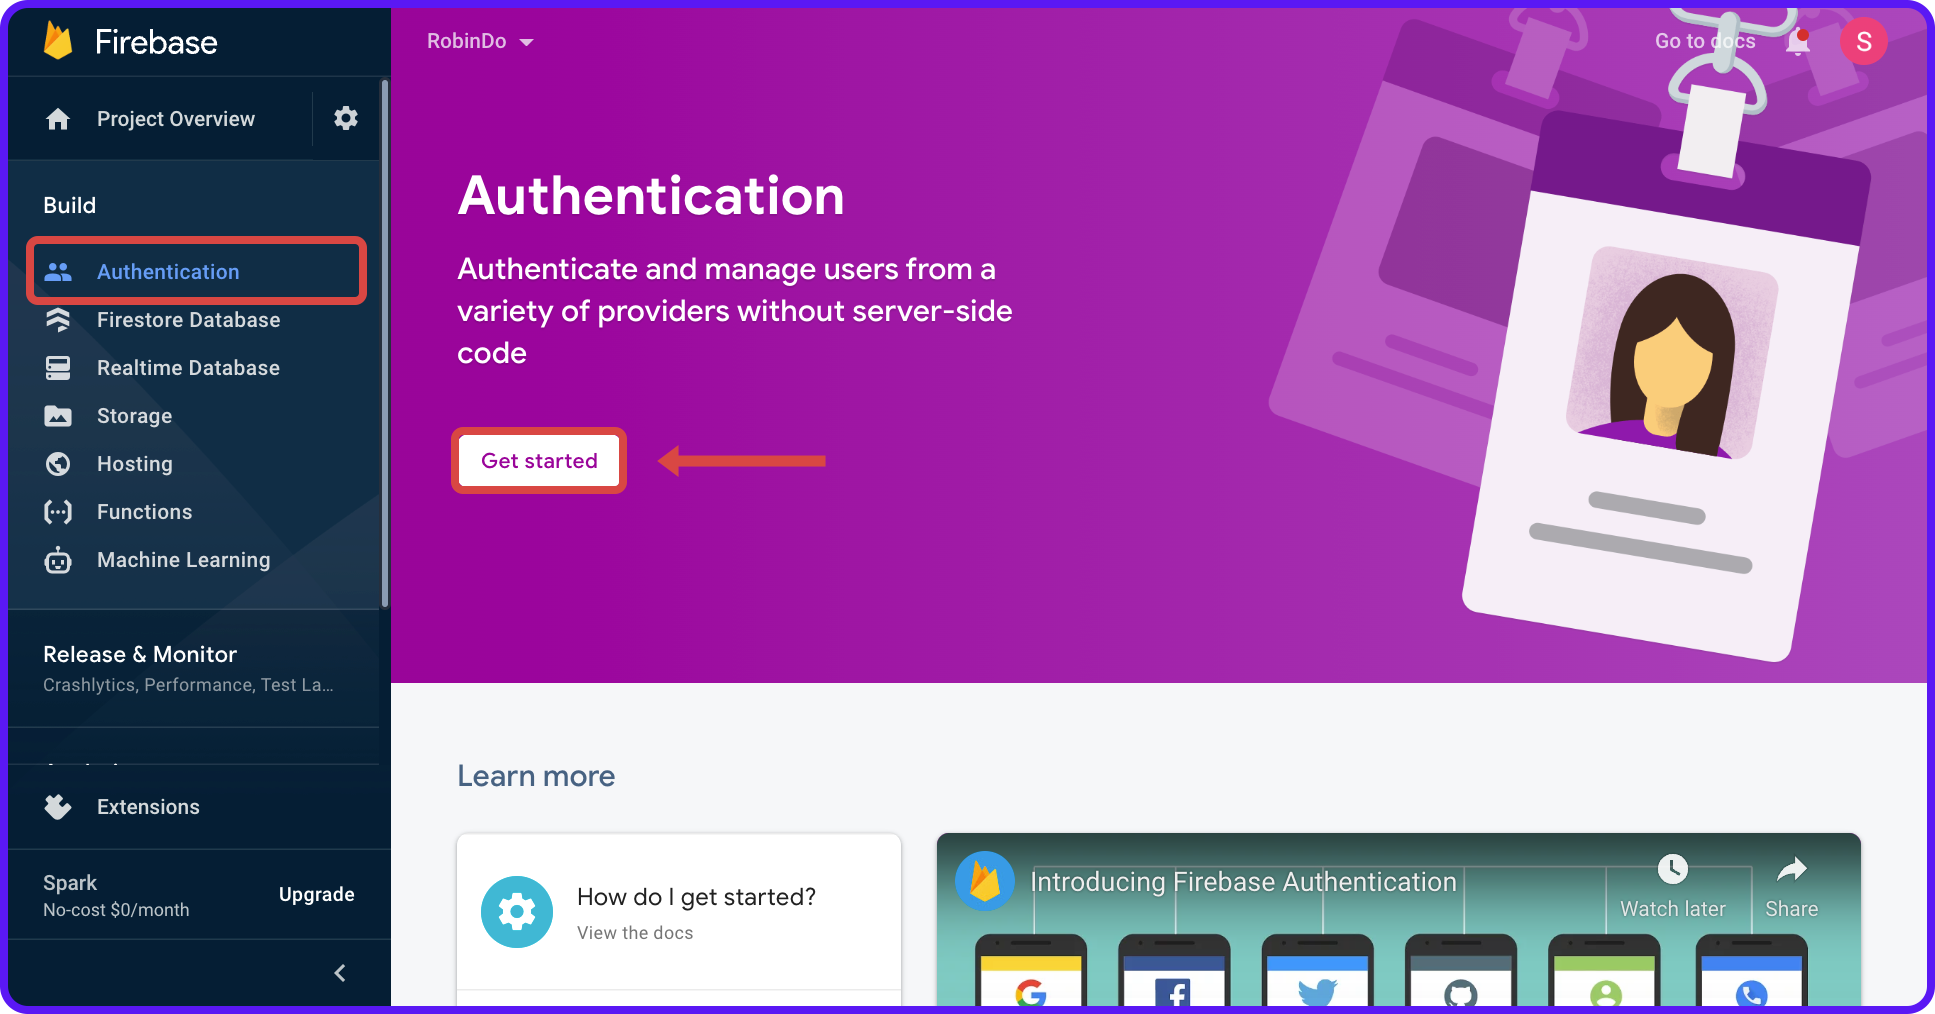 Firebase
Project Overview
Build
Authentication
Firestore Database
Realtime Database
Storage
Hosting
Functions
Machine Learning
Release & Monitor
Crashlytics, Performance, Test La...
Extensions
Spark
No-cost $0/month
Upgrade
RobinDo
Go to docs
S
Authentication
Authenticate and manage users from a
variety of providers without server-side
code
Get started
Learn more
How do I get started?
View the docs
Introducing Firebase Authentication
Watch later
Share